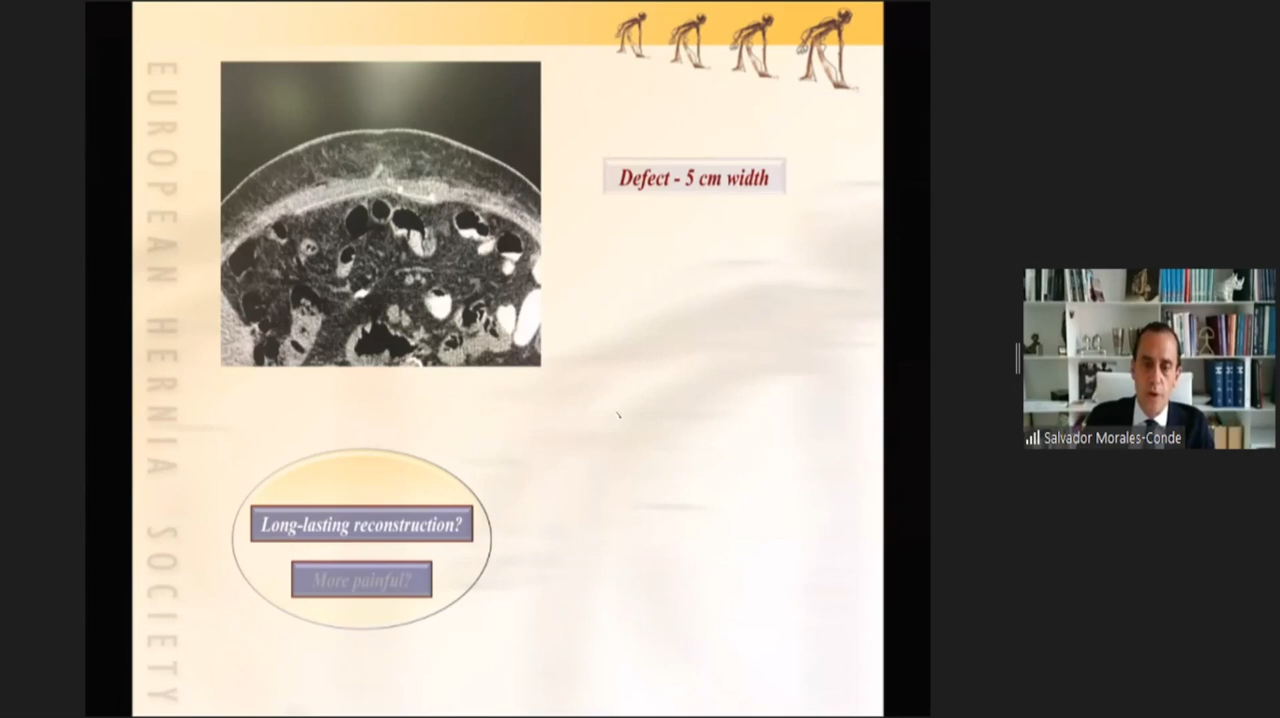 EUROPEAN HERNIA SOCIETY
Defect - 5 cm width
Long-lasting reconstruction?
More painful?
Salvador Morales-Conde